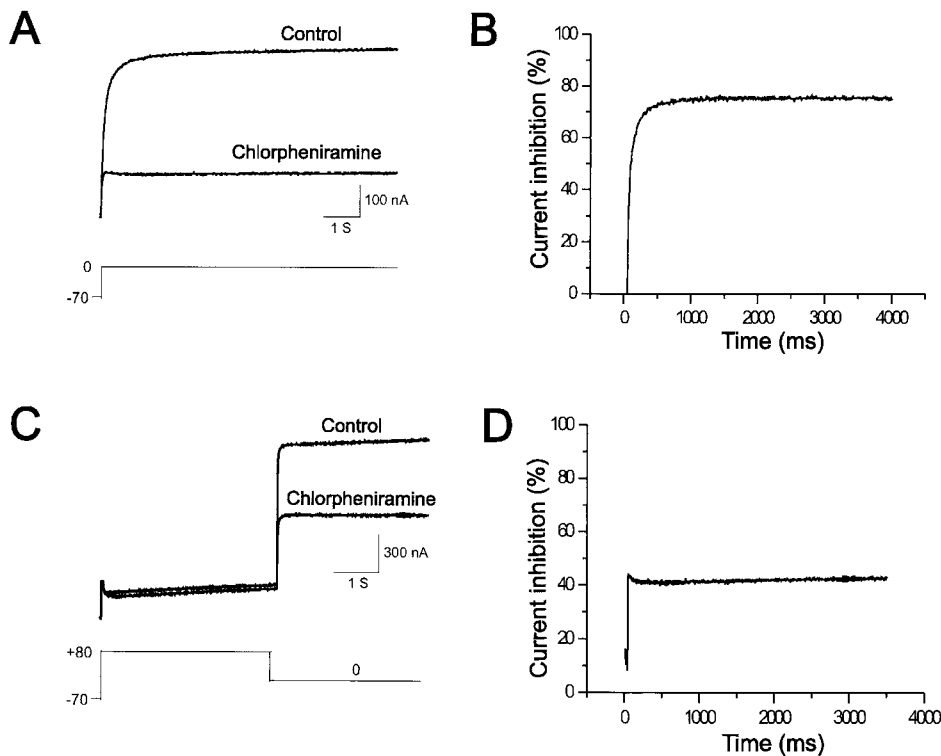 A
Control
Chlorpheniramine
100 nA
1 S
0
-70
B
Current inhibition (%)
100
80
60
40
20
0
0 1000 2000 3000 4000
Time (ms)
C
Control
Chlorpheniramine
300 nA
1 S
+80
0
-70
D
Current inhibition (%)
100
80
60
40
20
0
0 1000 2000 3000 4000
Time (ms)